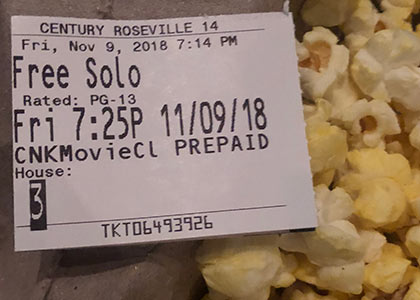 CENTURY ROSEVILLE 14
Fri, Nov 9, 2018 7:14 PM
Free Solo
Rated: PG-13
Fri 7:25P 11/09/18
CNKMovieCl PREPAID
House:
3
TKT06493926